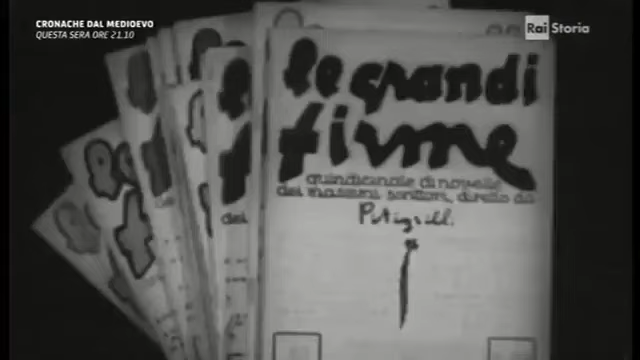 CRONACHE DAL MEDIOEVO
QUESTA SERA ORE 21.10
Rai Storia
le grandi
firme
quindicinale di novelle
dei massimi scrittori, diretto da
Pitigrilli